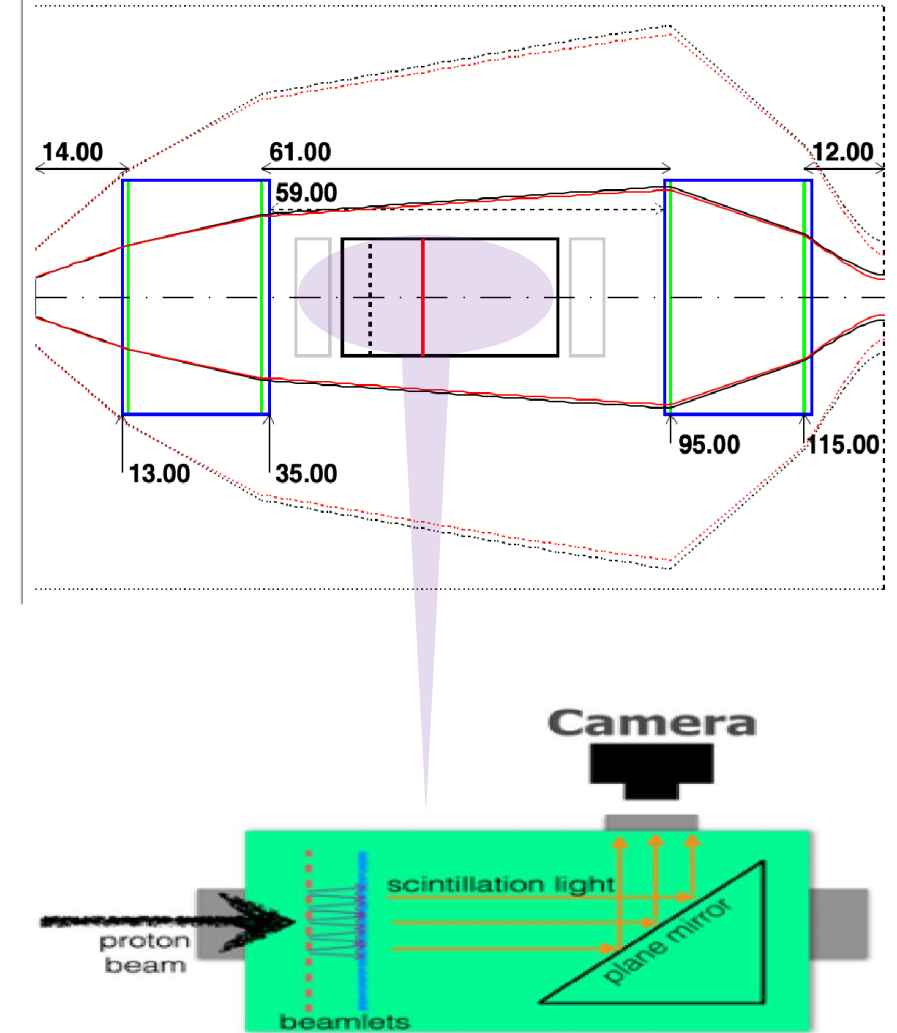 14.00
61.00
12.00
59.00
13.00
35.00
95.00
115.00
Camera
scintillation light
proton
beam
plane mirror
beamlets